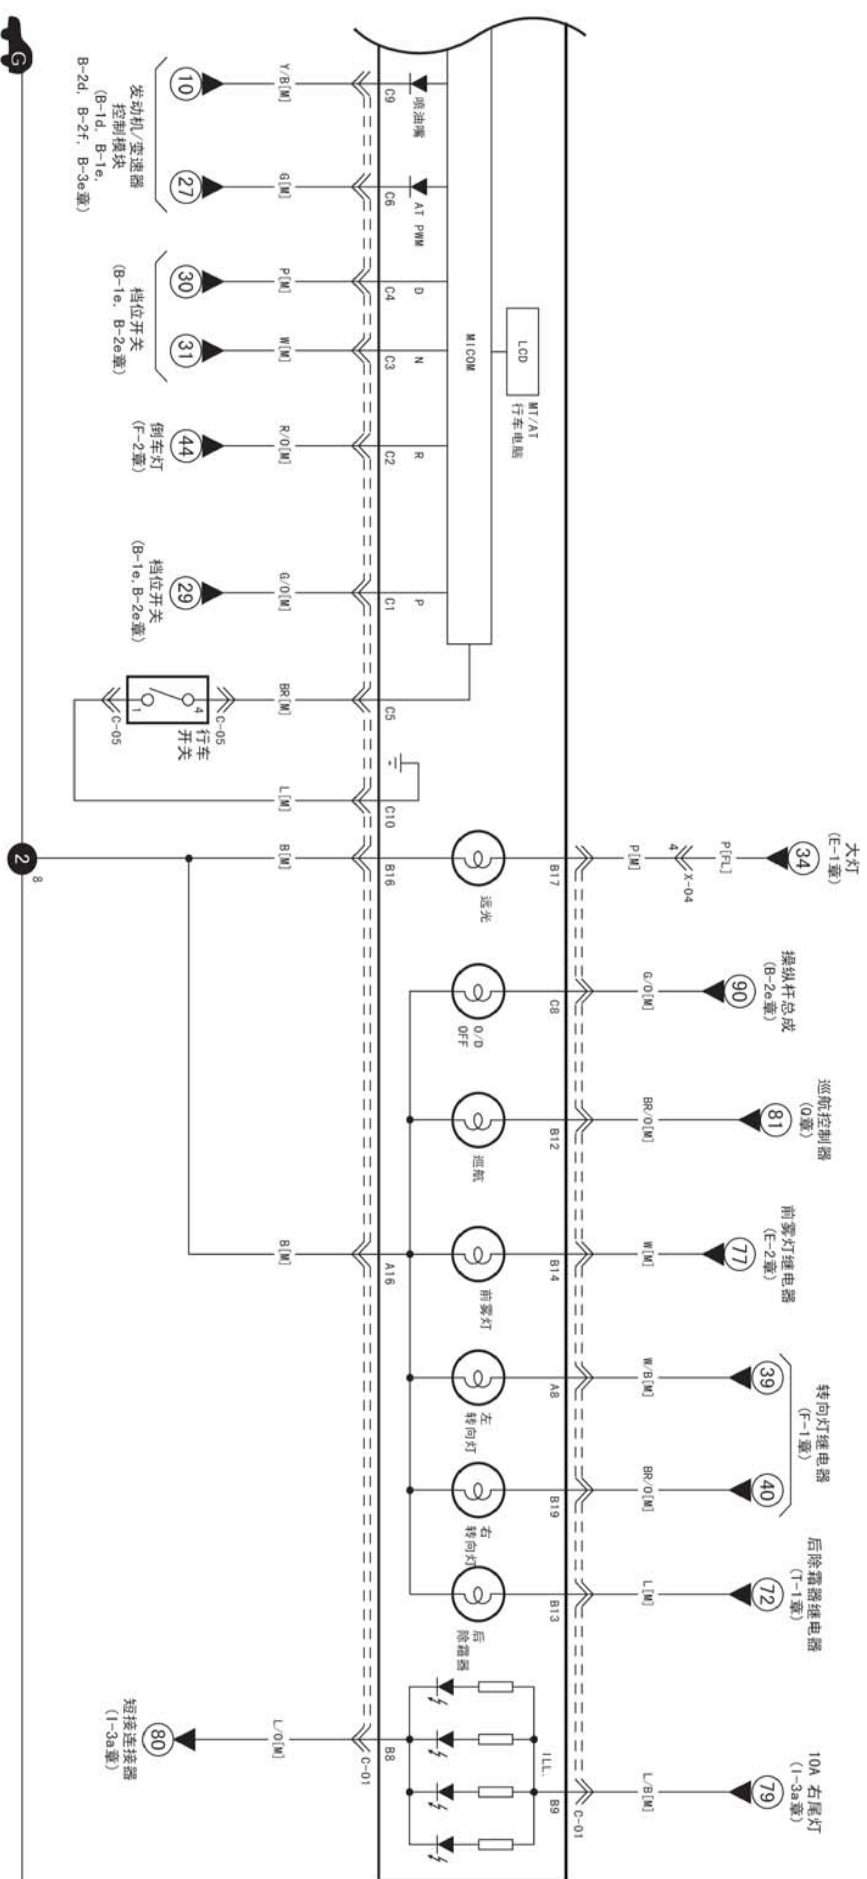 G
发动机/变速器
控制模块
(B-1d, B-1e,
B-2d, B-2f, B-3e章)
10
Y/B[M]
C9
喷油嘴
27
G[M]
C6
AT PWM
档位开关
(B-1e, B-2e章)
30
P[M]
C4
D
31
W[M]
C3
N
MICOM
LCD
MT/AT
行车电脑
倒车灯
(F-2章)
44
R/O[M]
C2
R
档位开关
(B-1e, B-2e章)
29
G/O[M]
C1
P
C-05
1
4
C-05
行车
开关
BR[M]
C5
L[M]
C10
2
8
B[M]
B16
远光
B17
P[M]
4
X-04
P[FL]
34
大灯
(E-1章)
O/D
OFF
C8
G/O[M]
90
操纵杆总成
(B-2e章)
巡航
B12
BR/O[M]
81
巡航控制器
(Q章)
B[M]
A16
前雾灯
B14
W[M]
77
前雾灯继电器
(E-2章)
左
转向灯
A8
W/B[M]
39
转向灯继电器
(F-1章)
右
转向灯
B19
BR/O[M]
40
后
除霜器
B13
L[M]
72
后除霜器继电器
(T-1章)
短接连接器
(I-3a章)
80
L/O[M]
C-01
B8
ILL.
B9
C-01
L/B[M]
79
10A 右尾灯
(I-3a章)